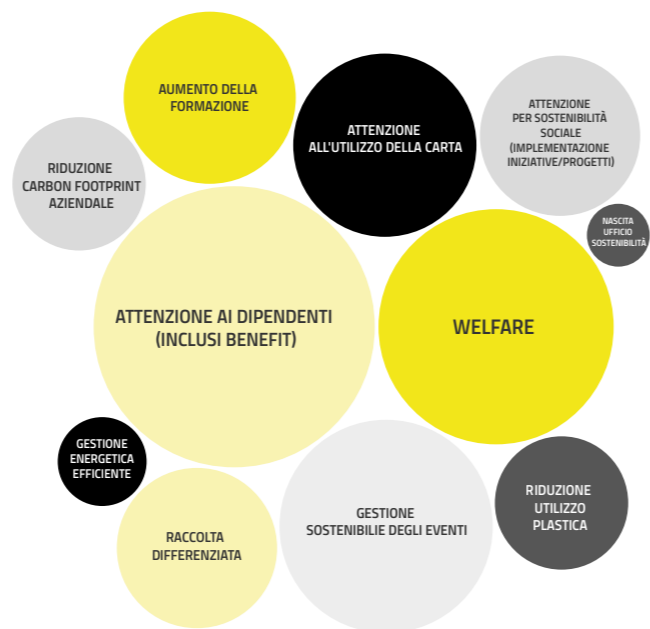 AUMENTO DELLA
FORMAZIONE
ATTENZIONE
ALL'UTILIZZO DELLA CARTA
ATTENZIONE
PER SOSTENIBILITÀ
SOCIALE
(IMPLEMENTAZIONE
INIZIATIVE/PROGETTI)
RIDUZIONE
CARBON FOOTPRINT
AZIENDALE
NASCITA
UFFICIO
SOSTENIBILITÀ
ATTENZIONE AI DIPENDENTI
(INCLUSI BENEFIT)
WELFARE
GESTIONE
ENERGETICA
EFFICIENTE
RIDUZIONE
UTILIZZO
PLASTICA
GESTIONE
SOSTENIBILIE DEGLI EVENTI
RACCOLTA
DIFFERENZIATA